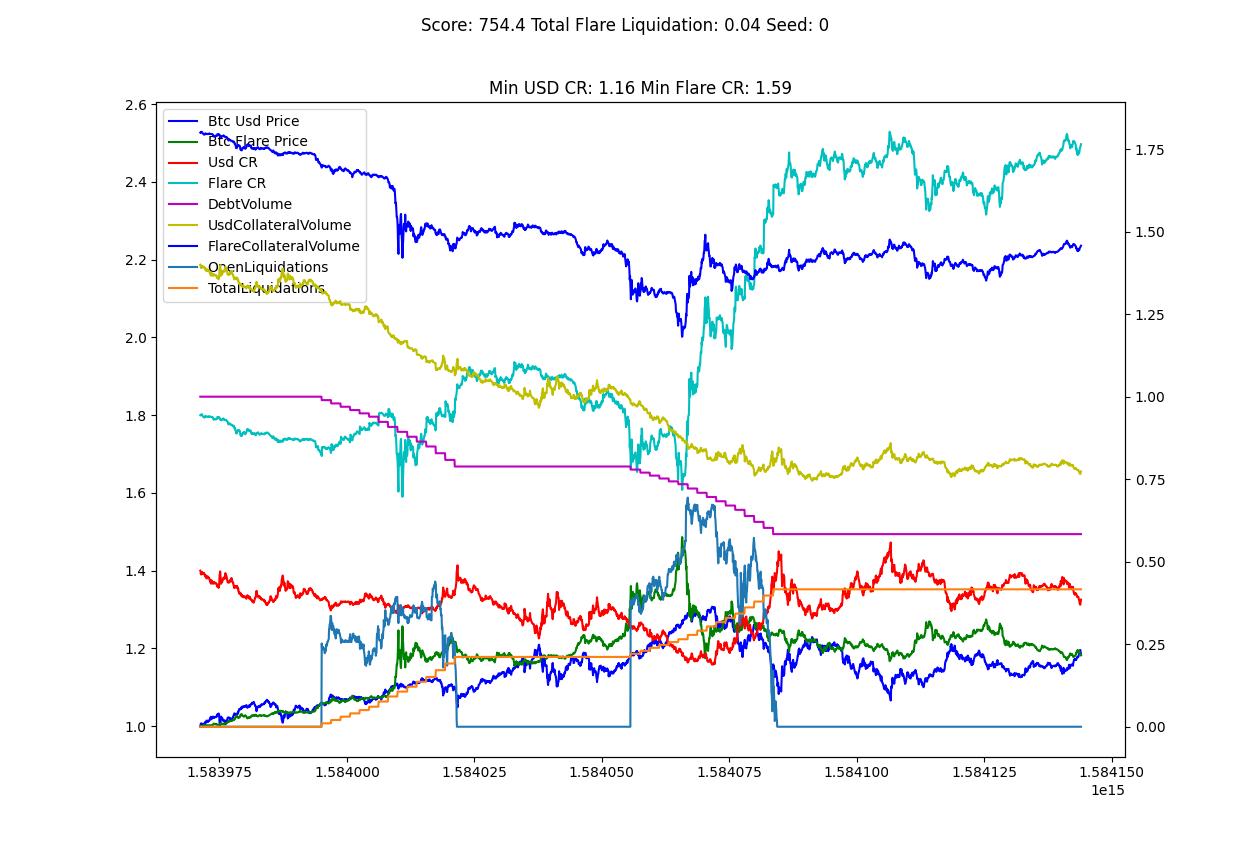 Score: 754.4 Total Flare Liquidation: 0.04 Seed: 0
Min USD CR: 1.16 Min Flare CR: 1.59
2.6
2.4
2.2
2.0
1.8
1.6
1.4
1.2
1.0
Btc Usd Price
Btc Flare Price
Usd CR
Flare CR
DebtVolume
UsdCollateralVolume
FlareCollateralVolume
OpenLiquidations
TotalLiquidations
1.75
1.50
1.25
1.00
0.75
0.50
0.25
0.00
1.583975 1.584000 1.584025 1.584050 1.584075 1.584100 1.584125 1.584150
1e15